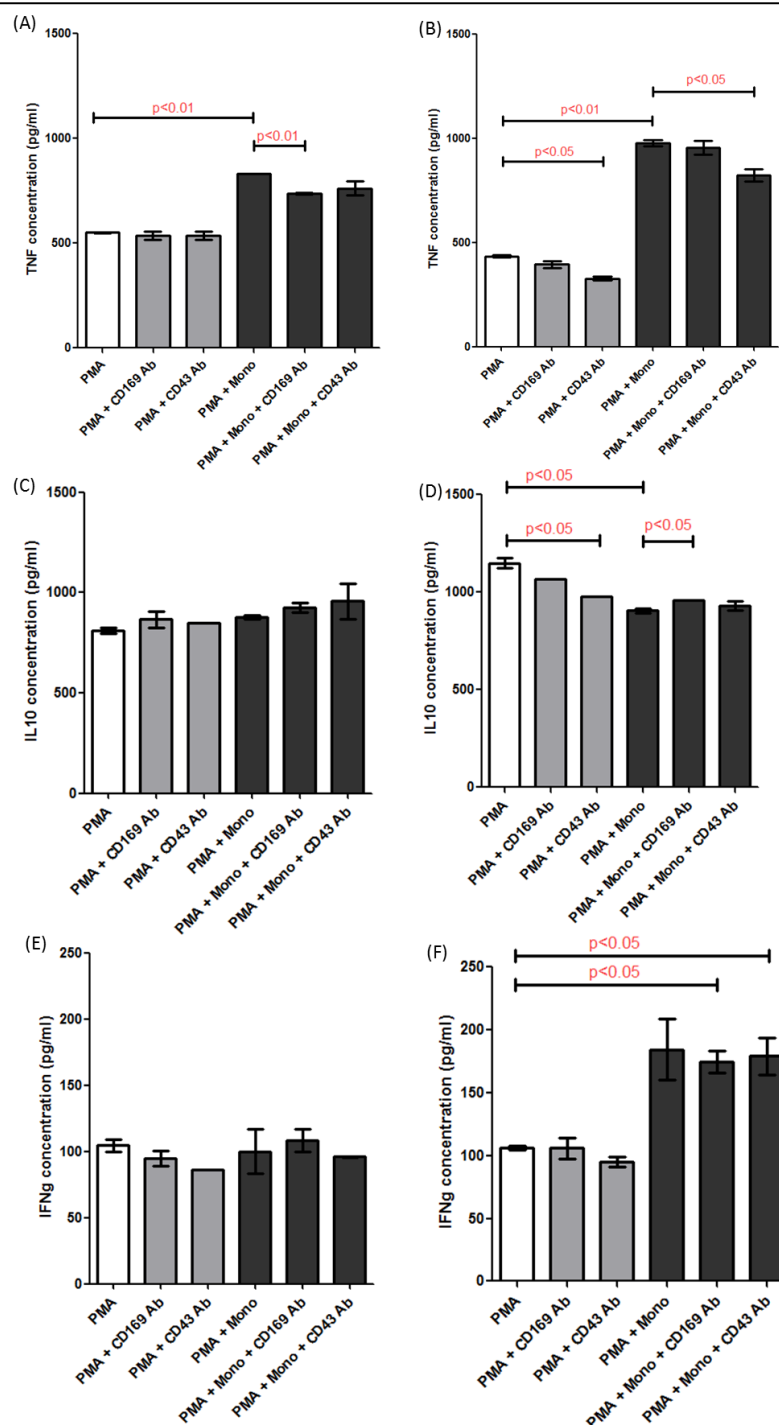 (A)
TNF concentration (pg/ml)
1500
1000
500
0
p<0.01
p<0.01
PMA
PMA + CD169 Ab
PMA + CD43 Ab
PMA + Mono
PMA + Mono + CD169 Ab
PMA + Mono + CD43 Ab
(B)
TNF concentration (pg/ml)
1500
1000
500
0
p<0.05
p<0.01
p<0.05
PMA
PMA + CD169 Ab
PMA + CD43 Ab
PMA + Mono
PMA + Mono + CD169 Ab
PMA + Mono + CD43 Ab
(C)
IL10 concentration (pg/ml)
1500
1000
500
0
PMA
PMA + CD169 Ab
PMA + CD43 Ab
PMA + Mono
PMA + Mono + CD169 Ab
PMA + Mono + CD43 Ab
(D)
IL10 concentration (pg/ml)
1500
1000
500
0
p<0.05
p<0.05
p<0.05
PMA
PMA + CD169 Ab
PMA + CD43 Ab
PMA + Mono
PMA + Mono + CD169 Ab
PMA + Mono + CD43 Ab
(E)
IFNg concentration (pg/ml)
250
200
150
100
50
0
PMA
PMA + CD169 Ab
PMA + CD43 Ab
PMA + Mono
PMA + Mono + CD169 Ab
PMA + Mono + CD43 Ab
(F)
IFNg concentration (pg/ml)
250
200
150
100
50
0
p<0.05
p<0.05
PMA
PMA + CD169 Ab
PMA + CD43 Ab
PMA + Mono
PMA + Mono + CD169 Ab
PMA + Mono + CD43 Ab